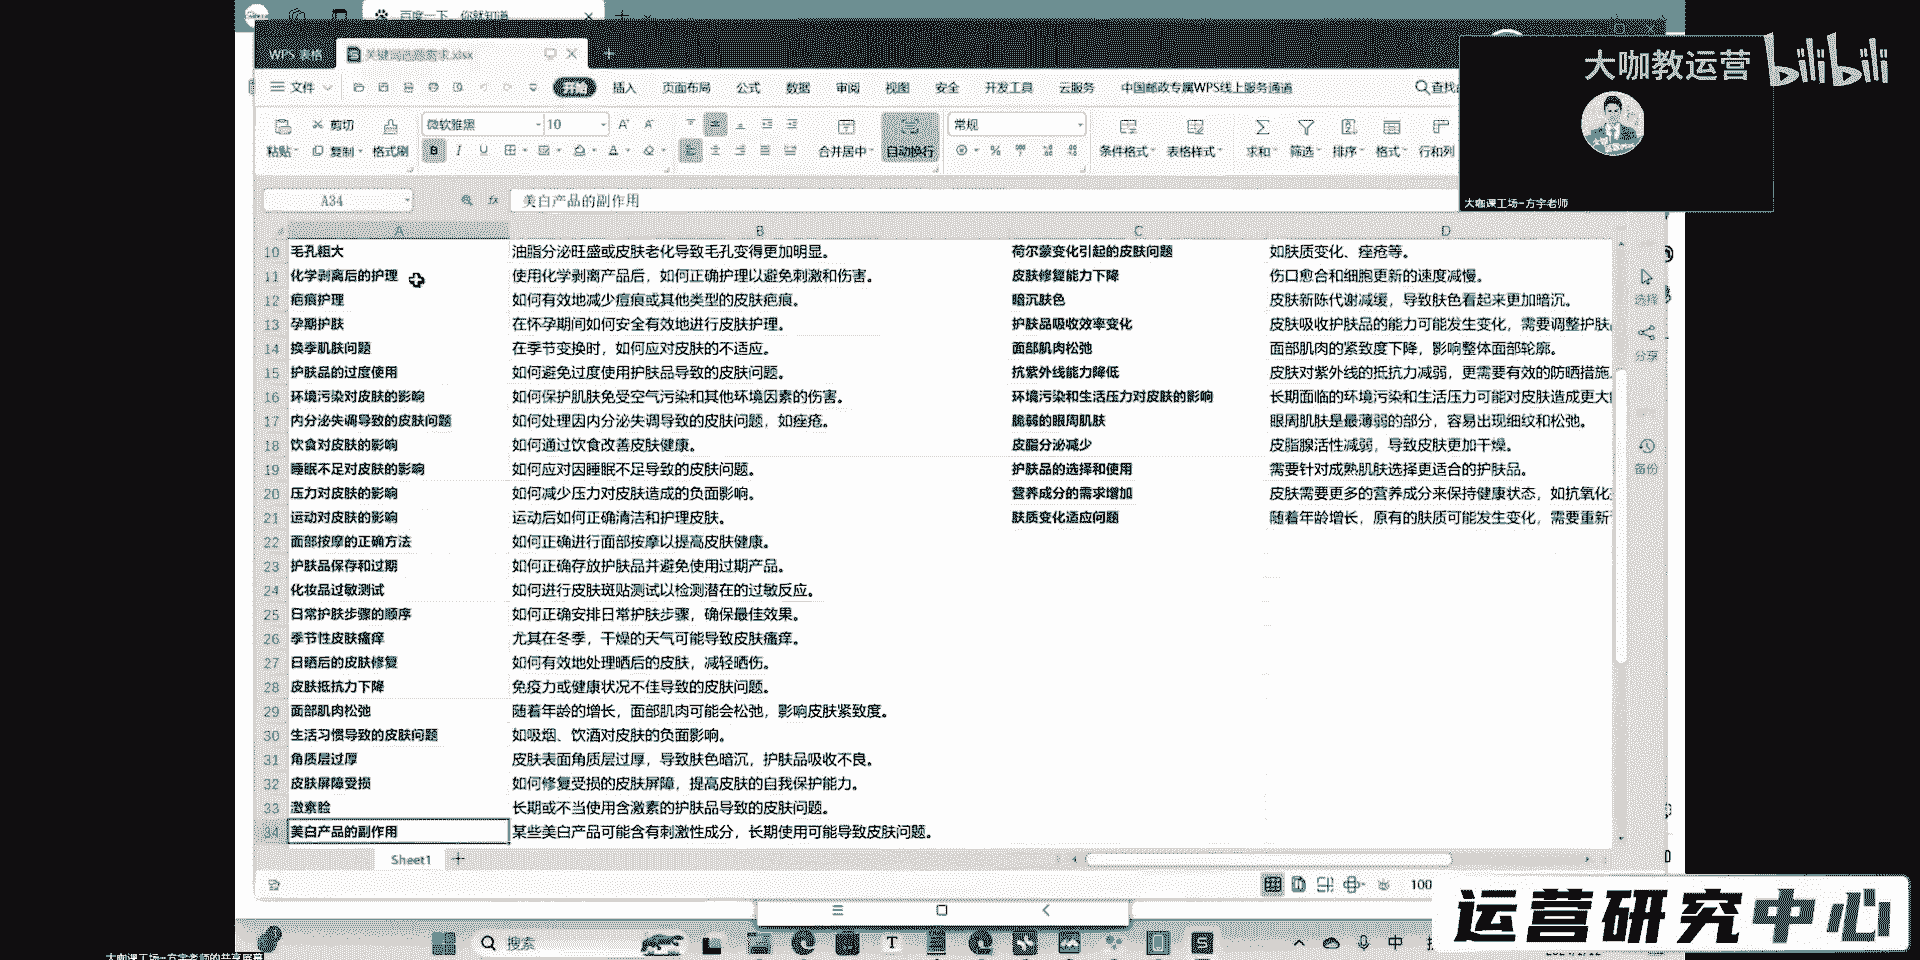 百度一下，你就知道
WPS 表格
关键词选题需求.xlsx
大咖教运营
bilibili
文件
开始
插入
页面布局
公式
数据
审阅
视图
安全
开发工具
云服务
中国邮政专属WPS线上服务通道
剪切
微软雅黑
10
常规
粘贴
复制
格式刷
B
I
U
合并居中
自动换行
条件格式
表格样式
求和
筛选
排序
格式
行和列
A34
fx
美白产品的副作用
大咖课工场-方宇老师
A B C D
10 毛孔粗大 油脂分泌旺盛或皮肤老化导致毛孔变得更加明显。 荷尔蒙变化引起的皮肤问题 如肤质变化、痤疮等。
11 化学剥离后的护理 使用化学剥离产品后，如何正确护理以避免刺激和伤害。 皮肤修复能力下降 伤口愈合和细胞更新的速度减慢。
12 疤痕护理 如何有效地减少痘痕或其他类型的皮肤疤痕。 暗沉肤色 皮肤新陈代谢减缓，导致肤色看起来更加暗沉。
13 孕期护肤 在怀孕期间如何安全有效地进行皮肤护理。 护肤品吸收效率变化 皮肤吸收护肤品的能力可能发生变化，需要调整护肤
14 换季肌肤问题 在季节变换时，如何应对皮肤的不适应。 面部肌肉松弛 面部肌肉的紧致度下降，影响整体面部轮廓。
15 护肤品的过度使用 如何避免过度使用护肤品导致的皮肤问题。 抗紫外线能力降低 皮肤对紫外线的抵抗力减弱，更需要有效的防晒措施
16 环境污染对皮肤的影响 如何保护肌肤免受空气污染和其他环境因素的伤害。 环境污染和生活压力对皮肤的影响 长期面临的环境污染和生活压力可能对皮肤造成更大
17 内分泌失调导致的皮肤问题 如何处理因内分泌失调导致的皮肤问题，如痤疮。 脆弱的眼周肌肤 眼周肌肤是最薄弱的部分，容易出现细纹和松弛。
18 饮食对皮肤的影响 如何通过饮食改善皮肤健康。 皮脂分泌减少 皮脂腺活性减弱，导致皮肤更加干燥。
19 睡眠不足对皮肤的影响 如何应对因睡眠不足导致的皮肤问题。 护肤品的选择和使用 需要针对成熟肌肤选择更适合的护肤品。
20 压力对皮肤的影响 如何减少压力对皮肤造成的负面影响。 营养成分的需求增加 皮肤需要更多的营养成分来保持健康状态，如抗氧化
21 运动对皮肤的影响 运动后如何正确清洁和护理皮肤。 肤质变化适应问题 随着年龄增长，原有的肤质可能发生变化，需要重新
22 面部按摩的正确方法 如何正确进行面部按摩以提高皮肤健康。
23 护肤品保存和过期 如何正确存放护肤品并避免使用过期产品。
24 化妆品过敏测试 如何进行皮肤斑贴测试以检测潜在的过敏反应。
25 日常护肤步骤的顺序 如何正确安排日常护肤步骤，确保最佳效果。
26 季节性皮肤瘙痒 尤其在冬季，干燥的天气可能导致皮肤瘙痒。
27 日晒后的皮肤修复 如何有效地处理晒后的皮肤，减轻晒伤。
28 皮肤抵抗力下降 免疫力或健康状况不佳导致的皮肤问题。
29 面部肌肉松弛 随着年龄的增长，面部肌肉可能会松弛，影响皮肤紧致度。
30 生活习惯导致的皮肤问题 如吸烟、饮酒对皮肤的负面影响。
31 角质层过厚 皮肤表面角质层过厚，导致肤色暗沉，护肤品吸收不良。
32 皮肤屏障受损 如何修复受损的皮肤屏障，提高皮肤的自我保护能力。
33 激素脸 长期或不当使用含激素的护肤品导致的皮肤问题。
34 美白产品的副作用 某些美白产品可能含有刺激性成分，长期使用可能导致皮肤问题。
选择
分享
备份
Sheet1
100
运营研究中心
搜索
中
大咖课工场-方宇老师的共享屏幕